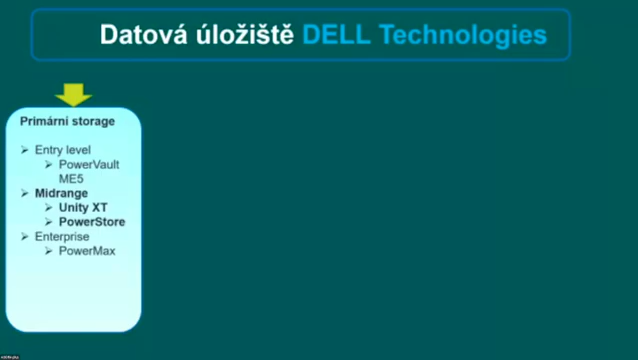 Datová úložiště DELL Technologies
Primární storage
Entry level
PowerVault
ME5
Midrange
Unity XT
PowerStore
Enterprise
PowerMax